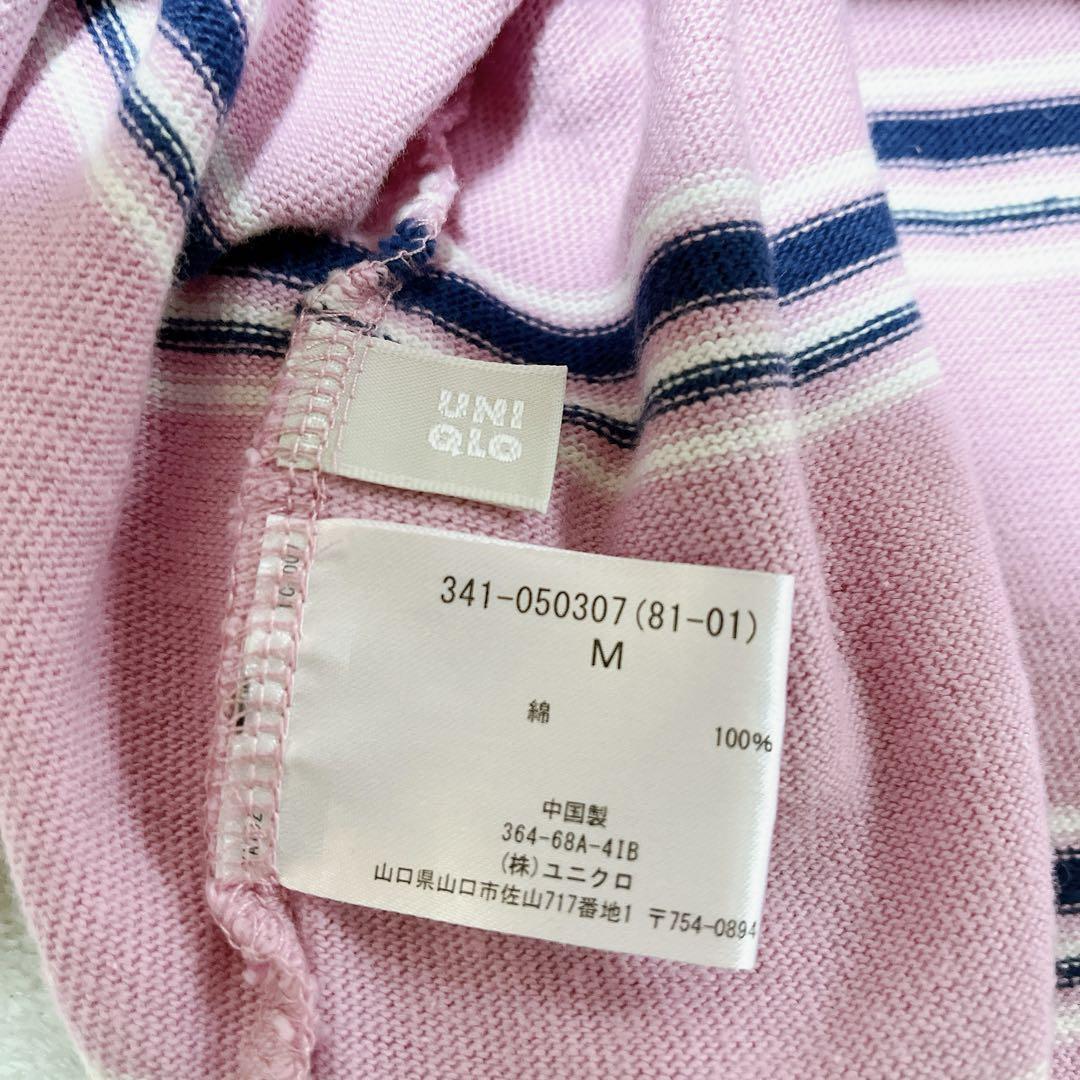 UNI
QLO
341-050307(81-01)
M
綿 100%
中国製
364-68A-4IB
(株)ユニクロ
山口県山口市佐山717番地1 〒754-0894